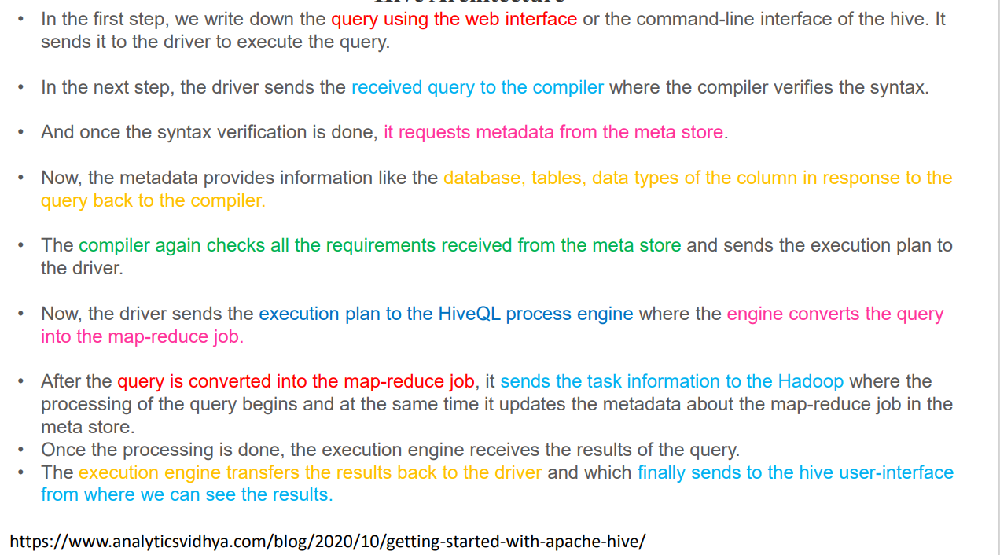 Hive Architecture
• In the first step, we write down the query using the web interface or the command-line interface of the hive. It
sends it to the driver to execute the query.
• In the next step, the driver sends the received query to the compiler where the compiler verifies the syntax.
• And once the syntax verification is done, it requests metadata from the meta store.
• Now, the metadata provides information like the database, tables, data types of the column in response to the
query back to the compiler.
• The compiler again checks all the requirements received from the meta store and sends the execution plan to
the driver.
• Now, the driver sends the execution plan to the HiveQL process engine where the engine converts the query
into the map-reduce job.
• After the query is converted into the map-reduce job, it sends the task information to the Hadoop where the
processing of the query begins and at the same time it updates the metadata about the map-reduce job in the
meta store.
• Once the processing is done, the execution engine receives the results of the query.
• The execution engine transfers the results back to the driver and which finally sends to the hive user-interface
from where we can see the results.
https://www.analyticsvidhya.com/blog/2020/10/getting-started-with-apache-hive/